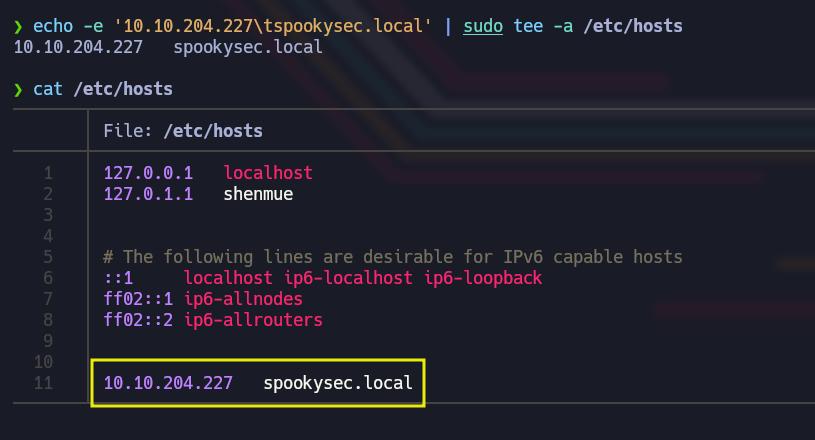 ❯ echo -e '10.10.204.227\tspookysec.local' | sudo tee -a /etc/hosts
10.10.204.227   spookysec.local
❯ cat /etc/hosts
File: /etc/hosts
1 127.0.0.1   localhost
2 127.0.1.1   shenmue
3
4
5 # The following lines are desirable for IPv6 capable hosts
6 ::1     localhost ip6-localhost ip6-loopback
7 ff02::1 ip6-allnodes
8 ff02::2 ip6-allrouters
9
10
11 10.10.204.227   spookysec.local